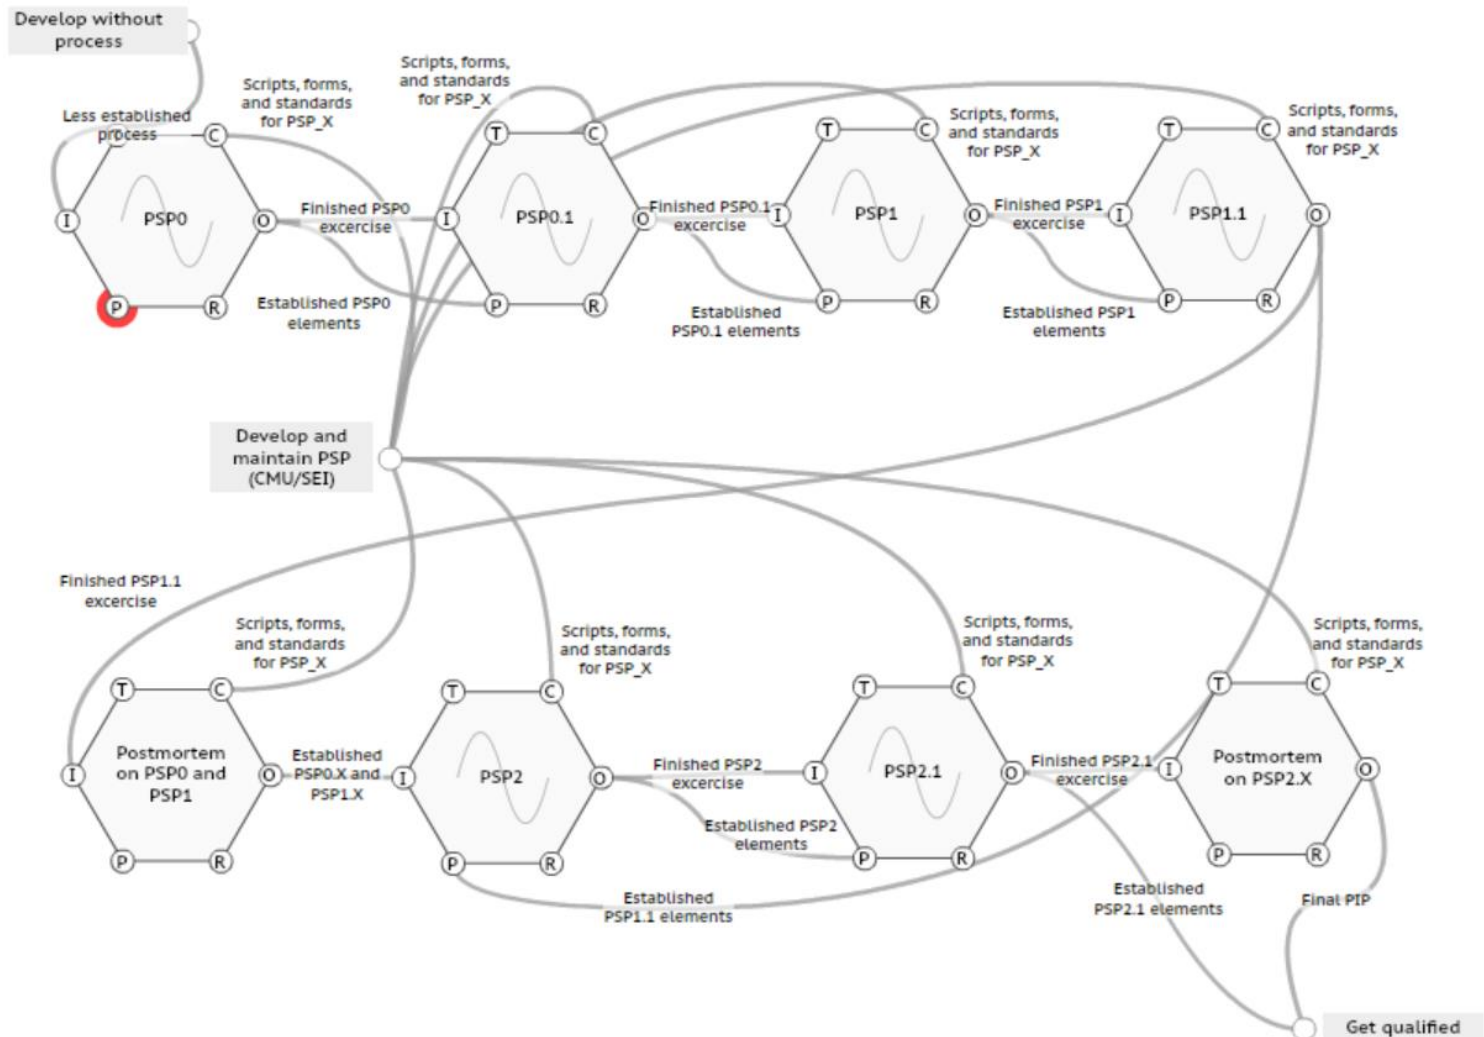 Develop without
process
Scripts, forms,
and standards
for PSP_X
Scripts, forms,
and standards
for PSP_X
Scripts, forms,
and standards
for PSP_X
Scripts, forms,
and standards
for PSP_X
Less established
process
C
I
PSP0
O
P
R
Finished PSP0
excercise
Established PSP0
elements
T
C
I
PSP0.1
O
P
R
Finished PSP0.1
excercise
Established
PSP0.1 elements
T
C
I
PSP1
O
P
R
Finished PSP1
excercise
Established PSP1
elements
T
C
I
PSP1.1
O
P
R
Develop and
maintain PSP
(CMU/SEI)
Finished PSP1.1
excercise
Scripts, forms,
and standards
for PSP_X
Scripts, forms,
and standards
for PSP_X
Scripts, forms,
and standards
for PSP_X
Scripts, forms,
and standards
for PSP_X
T
C
I
Postmortem
on PSP0 and
PSP1
O
P
R
Established
PSP0.X and
PSP1.X
T
C
I
PSP2
O
P
R
Finished PSP2
excercise
Established PSP2
elements
Established
PSP1.1 elements
T
C
I
PSP2.1
O
P
R
Finished PSP2.1
excercise
Established
PSP2.1 elements
T
C
I
Postmortem
on PSP2.X
O
P
R
Final PIP
Get qualified